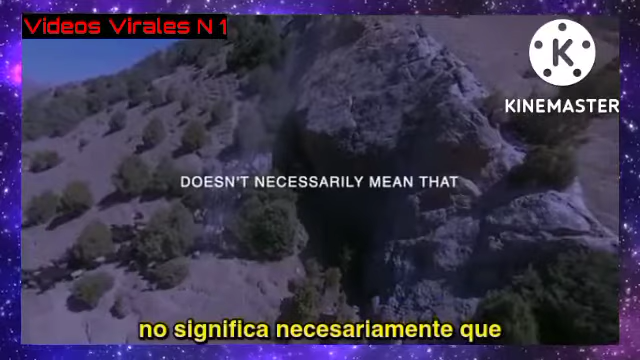 Videos Virales N 1
K
KINEMASTER
DOESN'T NECESSARILY MEAN THAT
no significa necesariamente que